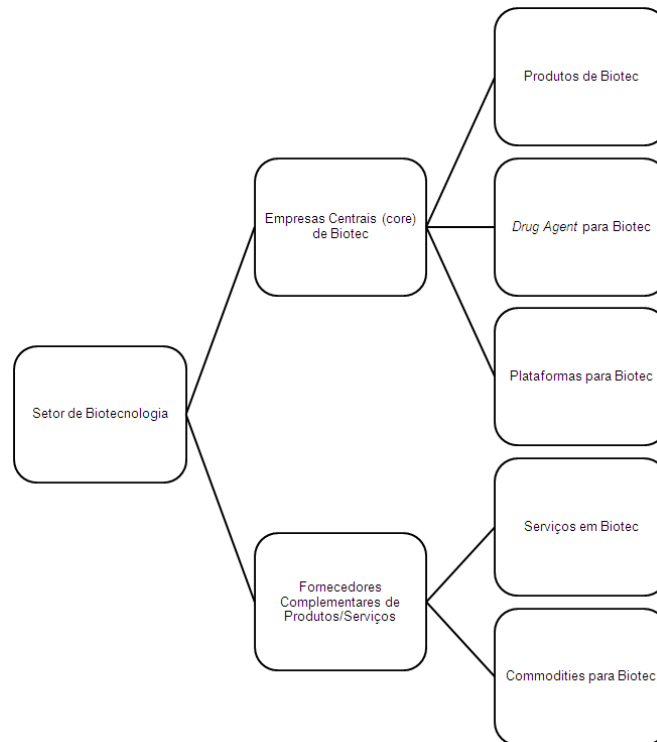 Produtos de Biotec
Empresas Centrais (core)
de Biotec
Drug Agent para Biotec
Plataformas para Biotec
Setor de Biotecnologia
Serviços em Biotec
Fornecedores
Complementares de
Produtos/Serviços
Commodities para Biotec